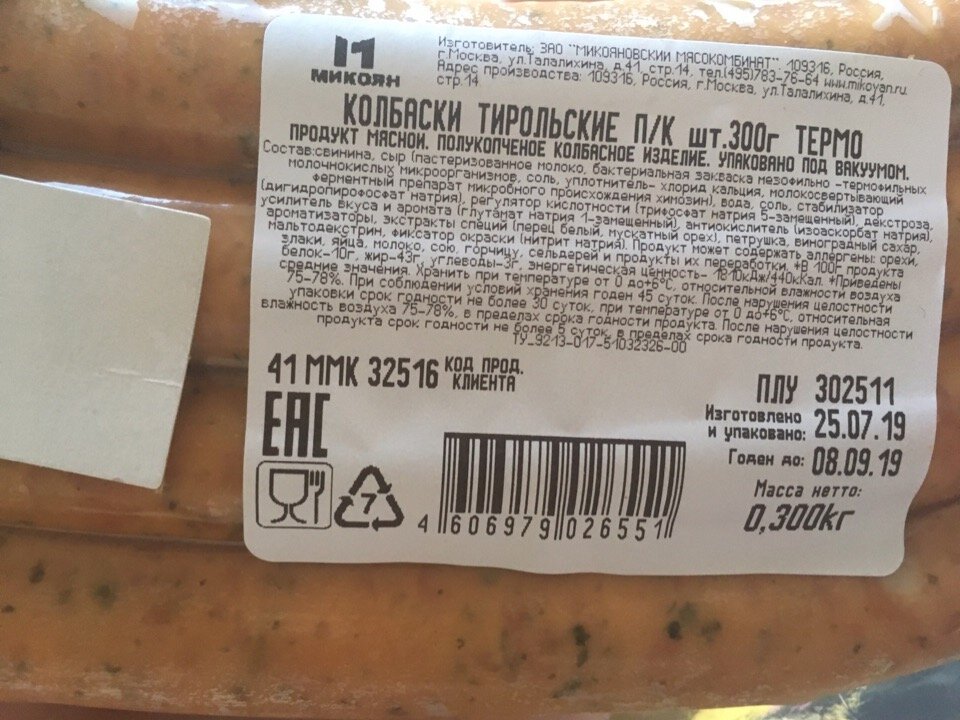 МИКОЯН
Изготовитель: ЗАО "МИКОЯНОВСКИЙ МЯСОКОМБИНАТ", 109316, Россия,
г.Москва, ул.Талалихина, д.41, стр.14, тел.(495)783-76-64 www.mikoyan.ru.
Адрес производства: 109316, Россия, г.Москва, ул.Талалихина, д.41,
стр.14
КОЛБАСКИ ТИРОЛЬСКИЕ П/К шт.300г ТЕРМО
ПРОДУКТ МЯСНОЙ. ПОЛУКОПЧЕНОЕ КОЛБАСНОЕ ИЗДЕЛИЕ. УПАКОВАНО ПОД ВАКУУМОМ.
Состав:свинина, сыр (пастеризованное молоко, бактериальная закваска мезофильно -термофильных
молочнокислых микроорганизмов, соль, уплотнитель- хлорид кальция, молокосвертывающий
ферментный препарат микробного происхождения химозин), вода, соль, стабилизатор
(дигидропирофосфат натрия), регулятор кислотности (трифосфат натрия 5-замещенный), декстроза,
усилитель вкуса и аромата (глутамат натрия 1-замещенный), антиокислитель (изоаскорбат натрия),
ароматизаторы, экстракты специй (перец белый, мускатный орех), петрушка, виноградный сахар,
мальтодекстрин, фиксатор окраски (нитрит натрия). Продукт может содержать аллергены: орехи,
злаки, яйца, молоко, сою, горчицу, сельдерей и продукты их переработки. *В 100г продукта
белок-10г, жир-43г, углеводы-3г, энергетическая ценность- 1810кДж/440кКал. *Приведены
средние значения. Хранить при температуре от 0 до+6°С, относительной влажности воздуха
75-78%. При соблюдении условий хранения годен 45 суток. После нарушения целостности
упаковки срок годности не более 30 суток, при температуре от 0 до+6°С, относительная
влажность воздуха 75-78%, в пределах срока годности продукта. После нарушения целостности
продукта срок годности не более 5 суток, в пределах срока годности продукта.
ТУ 9213-017-51032326-00
41 ММК 32516 КОД ПРОД.
КЛИЕНТА
ЕАС
ПЛУ 302511
Изготовлено
и упаковано: 25.07.19
Годен до: 08.09.19
Масса нетто:
0,300кг
7
4 606979 026551